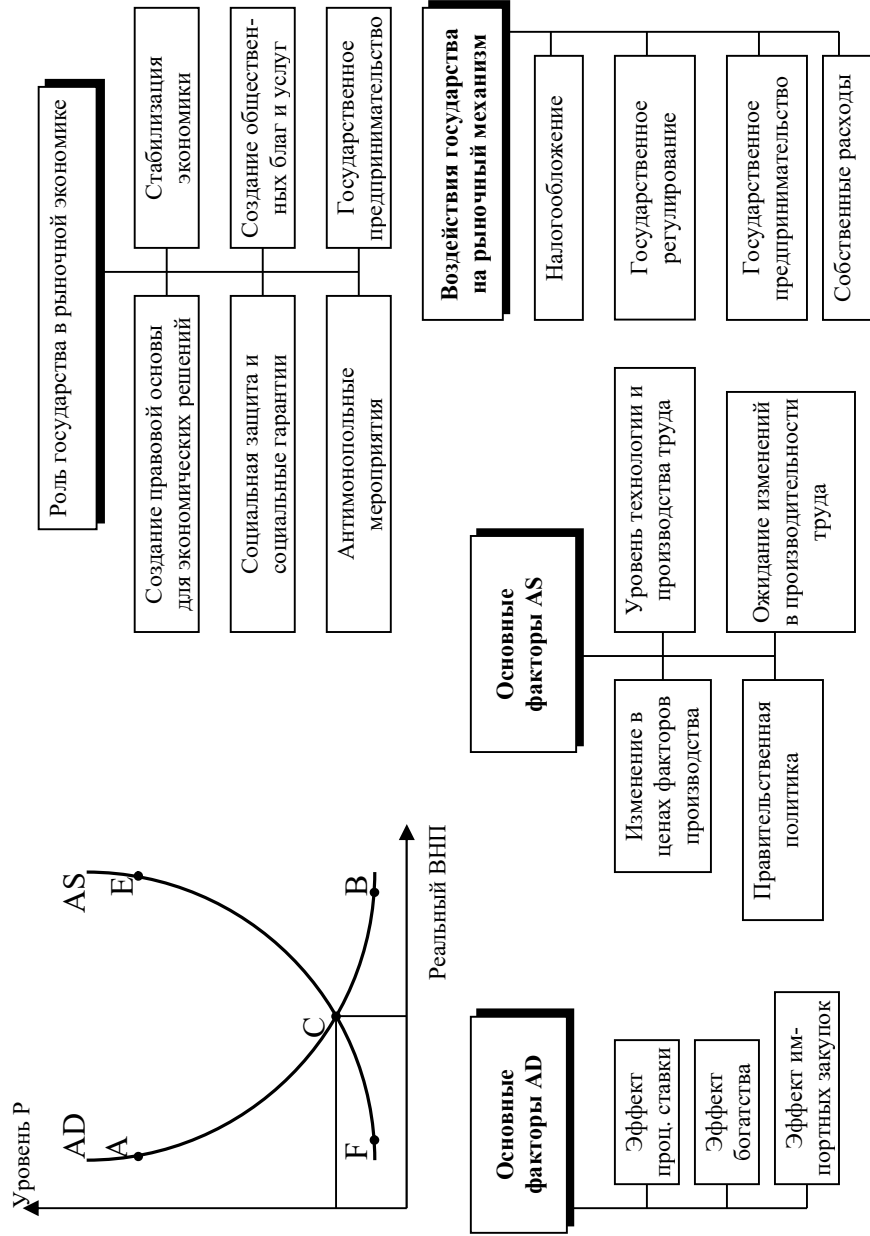 Уровень P
AD
A
AS
E
C
F
B
Реальный ВНП
Роль государства в рыночной экономике
Создание правовой основы
для экономических решений
Стабилизация
экономики
Социальная защита и
социальные гарантии
Создание обществен-
ных благ и услуг
Антимонопольные
мероприятия
Государственное
предпринимательство
Основные
факторы AD
Эффект
проц. ставки
Эффект
богатства
Эффект им-
портных закупок
Основные
факторы AS
Изменение в
ценах факторов
производства
Уровень технологии и
производства труда
Правительственная
политика
Ожидание изменений
в производительности
труда
Воздействия государства
на рыночный механизм
Налогообложение
Государственное
регулирование
Государственное
предпринимательство
Собственные расходы